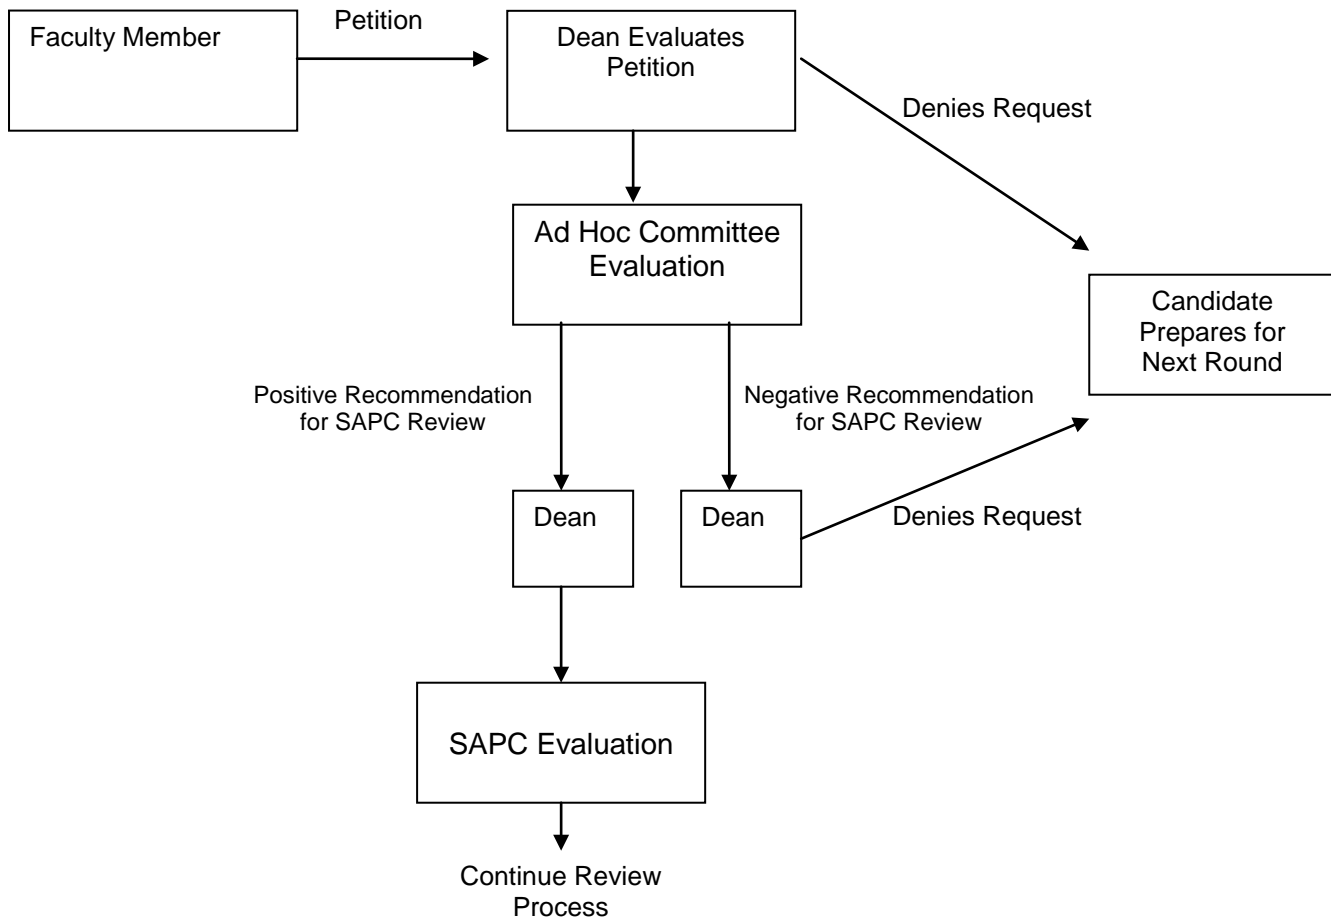 Faculty Member
Petition
Dean Evaluates
Petition
Denies Request
Ad Hoc Committee
Evaluation
Candidate
Prepares for
Next Round
Positive Recommendation
for SAPC Review
Negative Recommendation
for SAPC Review
Dean
Dean
Denies Request
SAPC Evaluation
Continue Review
Process